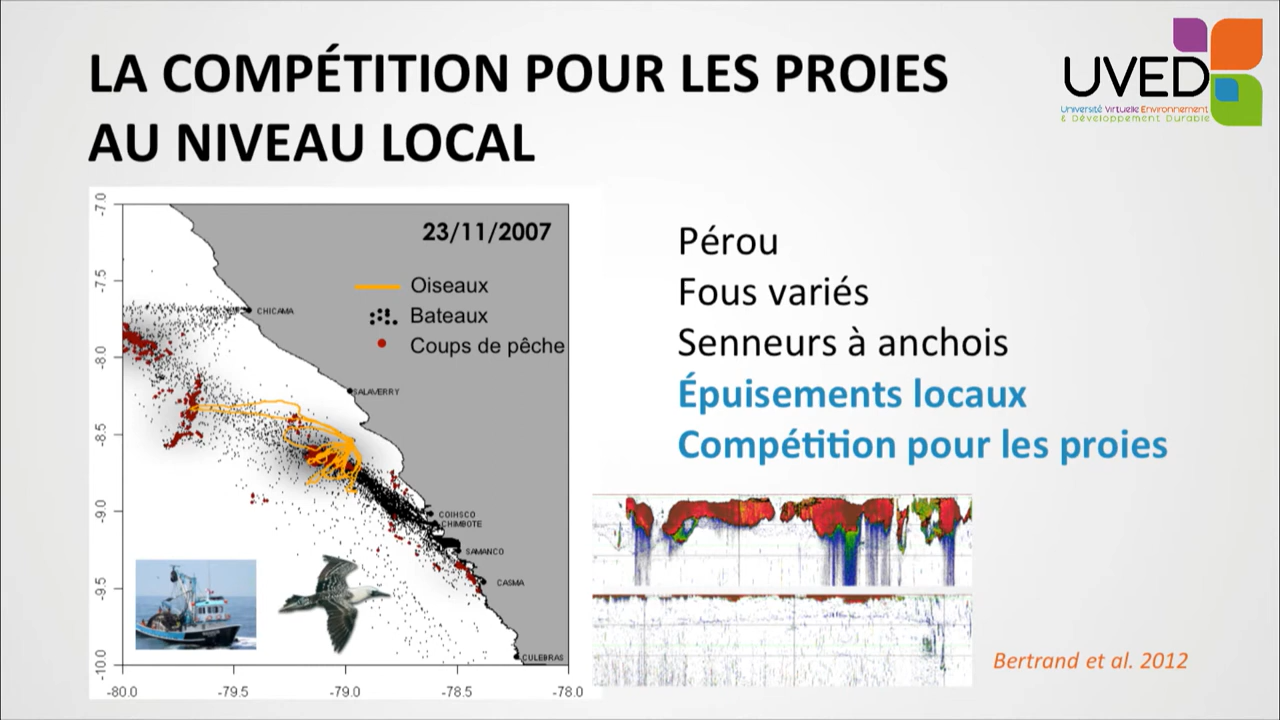 LA COMPÉTITION POUR LES PROIES
AU NIVEAU LOCAL
UVED
Université Virtuelle Environnement
& Développement Durable
23/11/2007
Oiseaux
Bateaux
Coups de pêche
-7.0
-7.5
-8.0
-8.5
-9.0
-9.5
-10.0
CHICAMA
SALAVERRY
COIHSCO
CHIMBOTE
SAMANCO
CASMA
CULEBRAS
-80.0
-79.5
-79.0
-78.5
-78.0
Pérou
Fous variés
Senneurs à anchois
Épuisements locaux
Compétition pour les proies
Bertrand et al. 2012